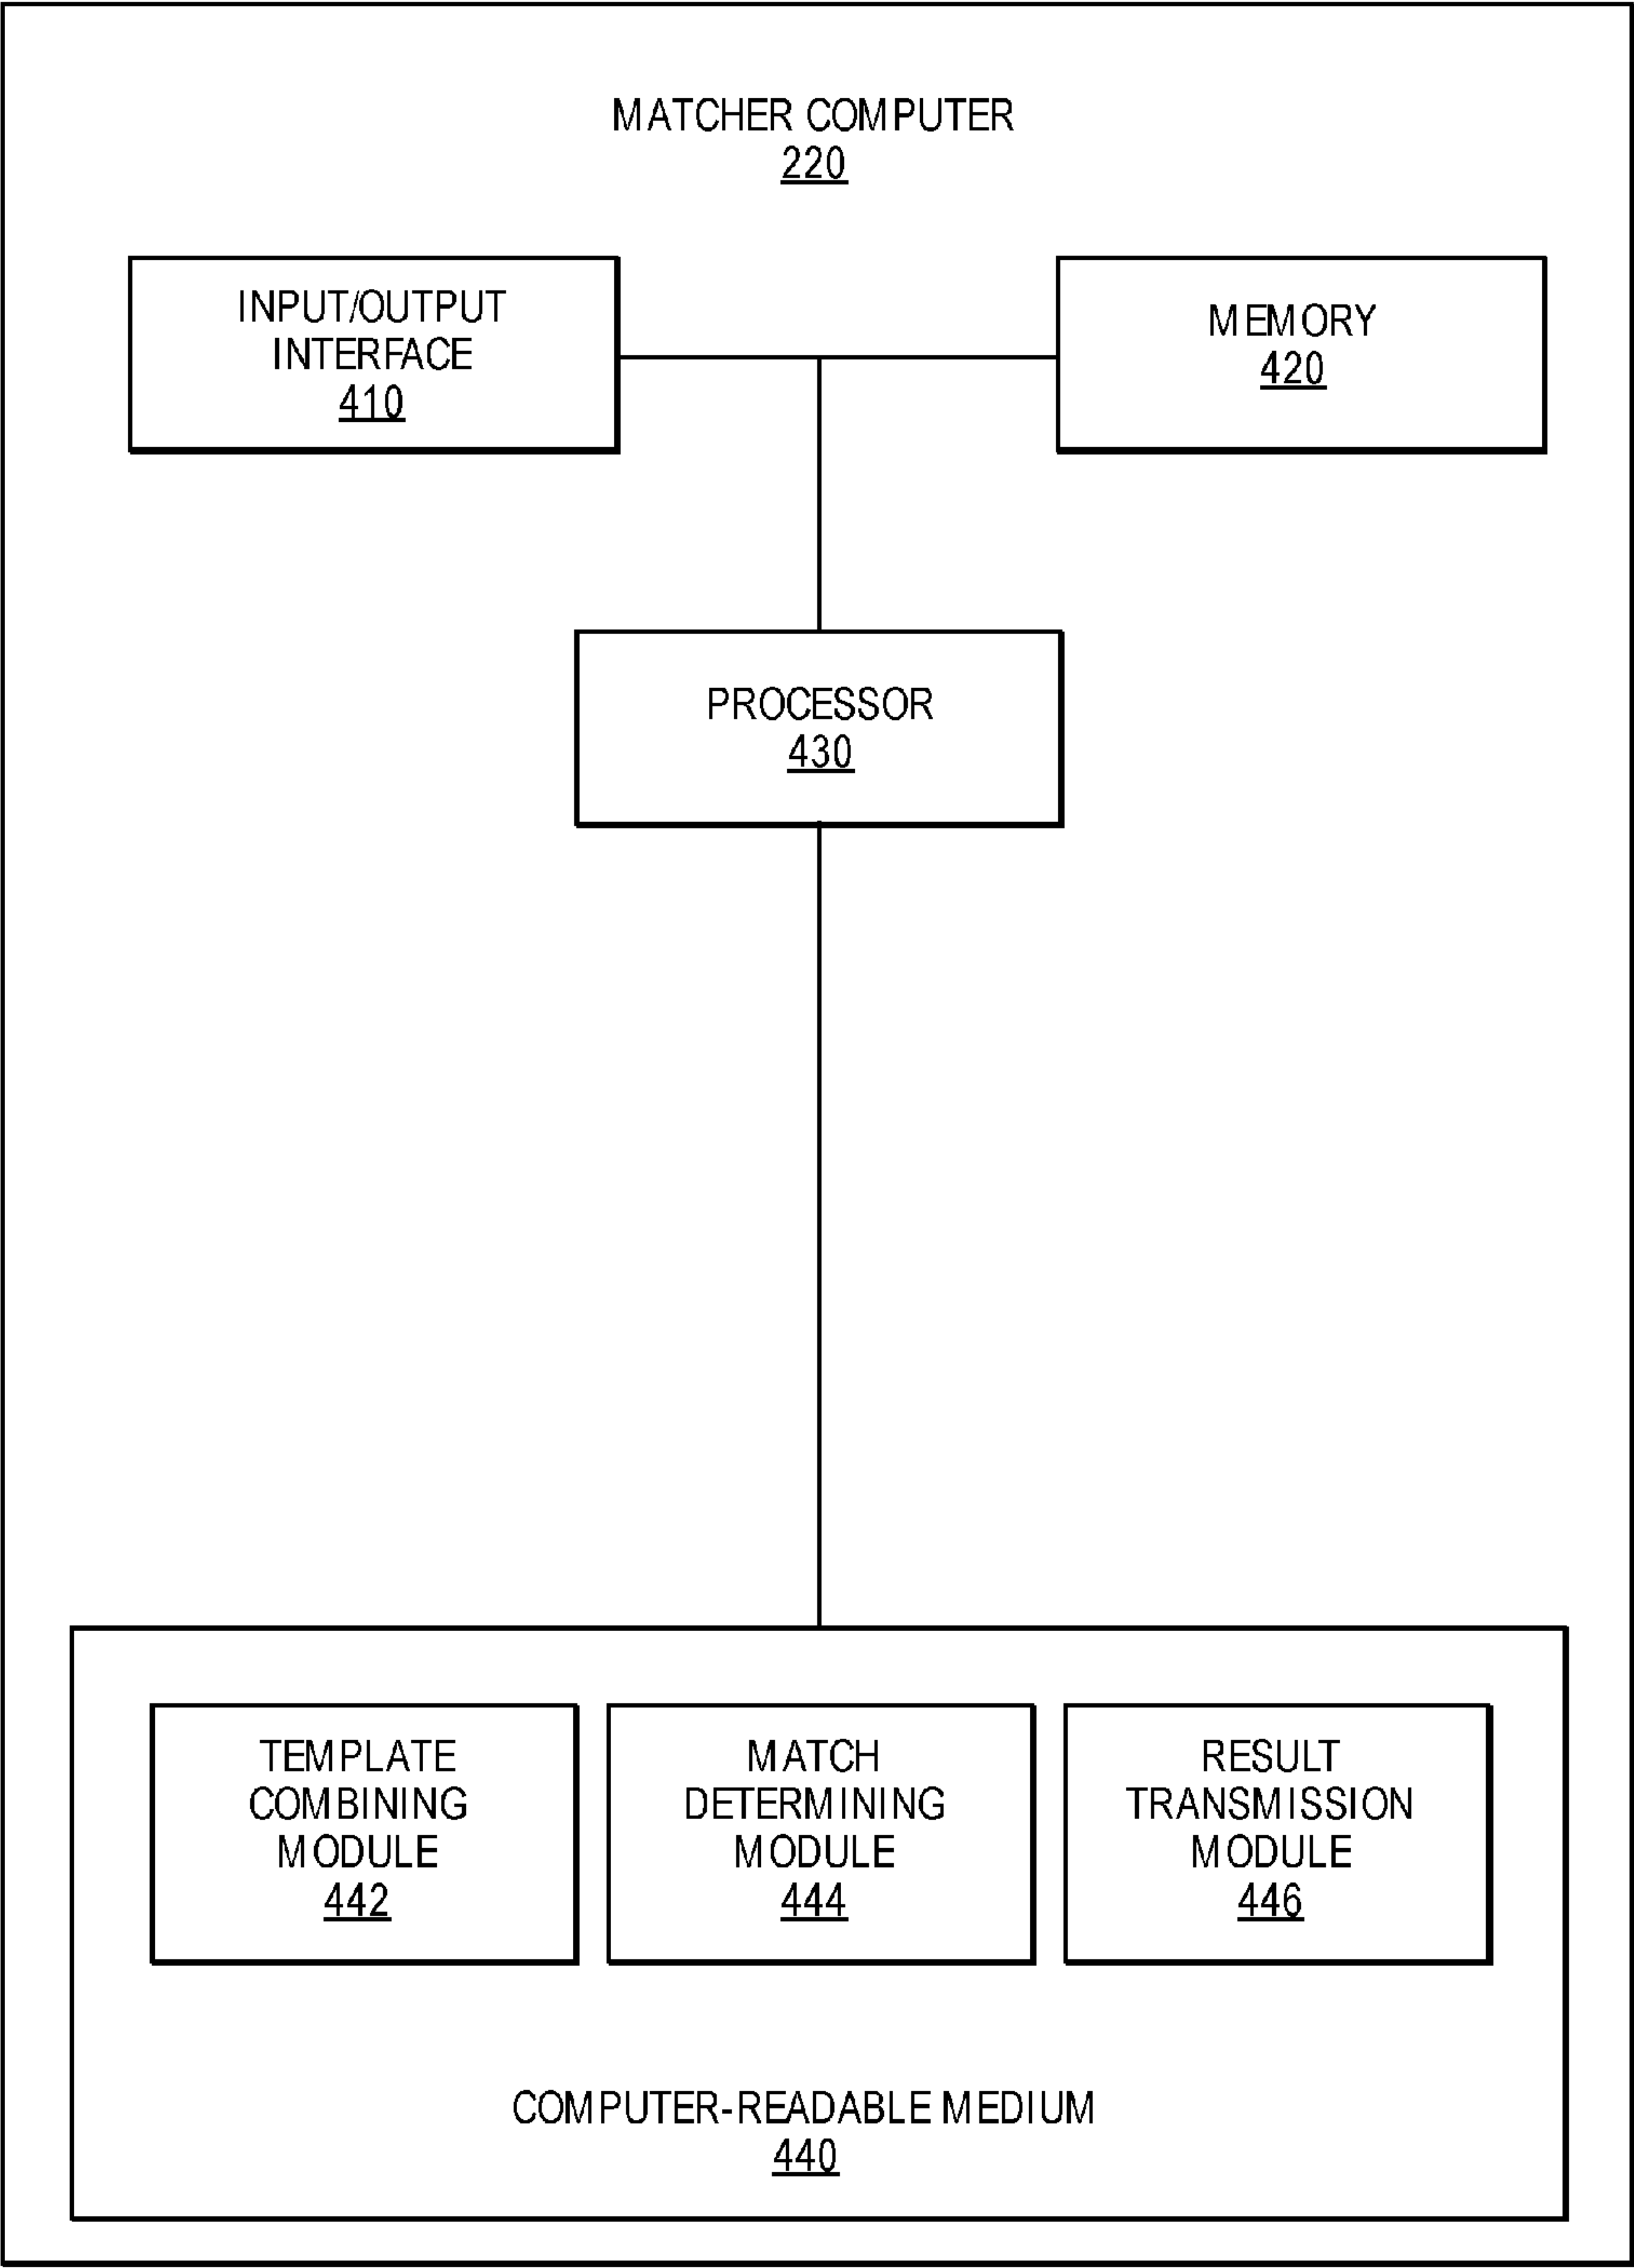 MATCHER COMPUTER
220
INPUT/OUTPUT
INTERFACE
410
MEMORY
420
PROCESSOR
430
TEMPLATE
COMBINING
MODULE
442
MATCH
DETERMINING
MODULE
444
RESULT
TRANSMISSION
MODULE
446
COMPUTER-READABLE MEDIUM
440